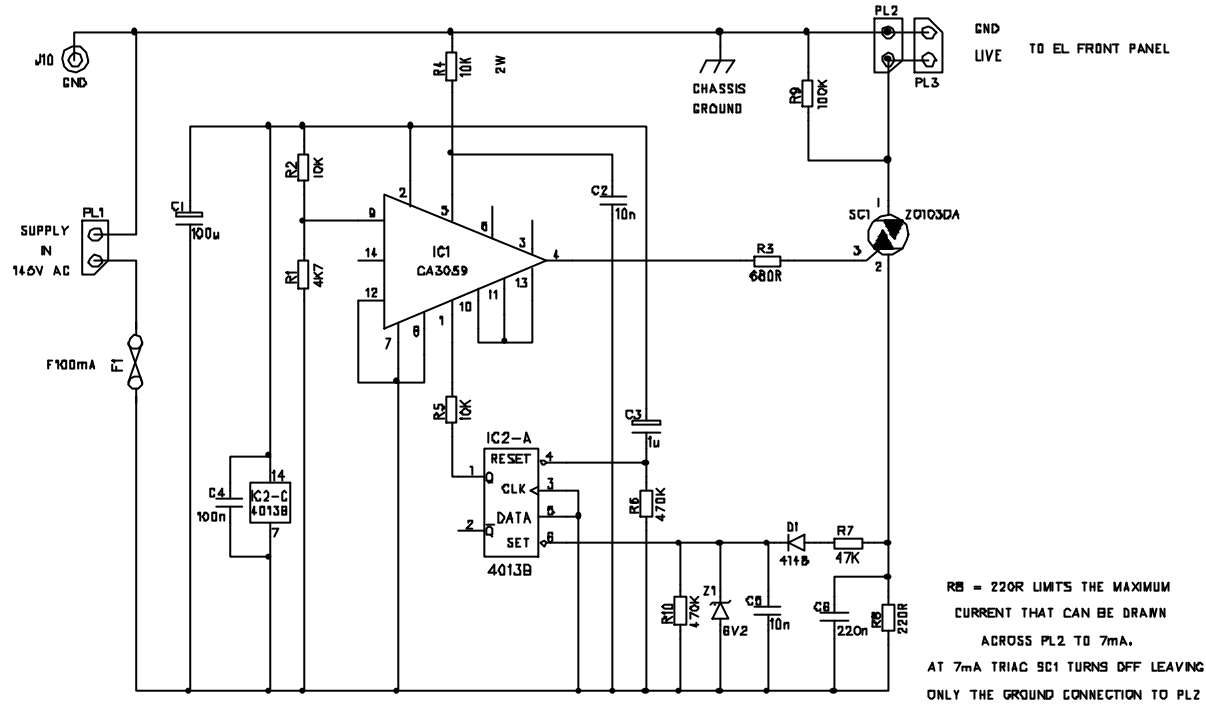 PL2
GND
LIVE
TO EL FRONT PANEL
PL3
J10
GND
R4
10K
2W
CHASSIS
GROUND
R9
100K
R2
10K
C1
100u
2
5
C2
10n
1
SC1
Z0103DA
3
2
PL1
SUPPLY
IN
145V AC
9
14
12
IC1
CA3059
6
3
4
13
11
10
1
8
7
R1
4K7
R3
680R
F100mA
F1
R5
10K
C3
1u
IC2-A
1
Q
RESET
4
CLK
3
DATA
5
2
Q
SET
6
4013B
R6
470K
C4
100n
14
IC2-C
4013B
7
D1
4148
R7
47K
R10
470K
Z1
8V2
C5
10n
C6
220n
R8
220R
R8 = 220R LIMITS THE MAXIMUM
CURRENT THAT CAN BE DRAWN
ACROSS PL2 TO 7mA.
AT 7mA TRIAC SC1 TURNS OFF LEAVING
ONLY THE GROUND CONNECTION TO PL2